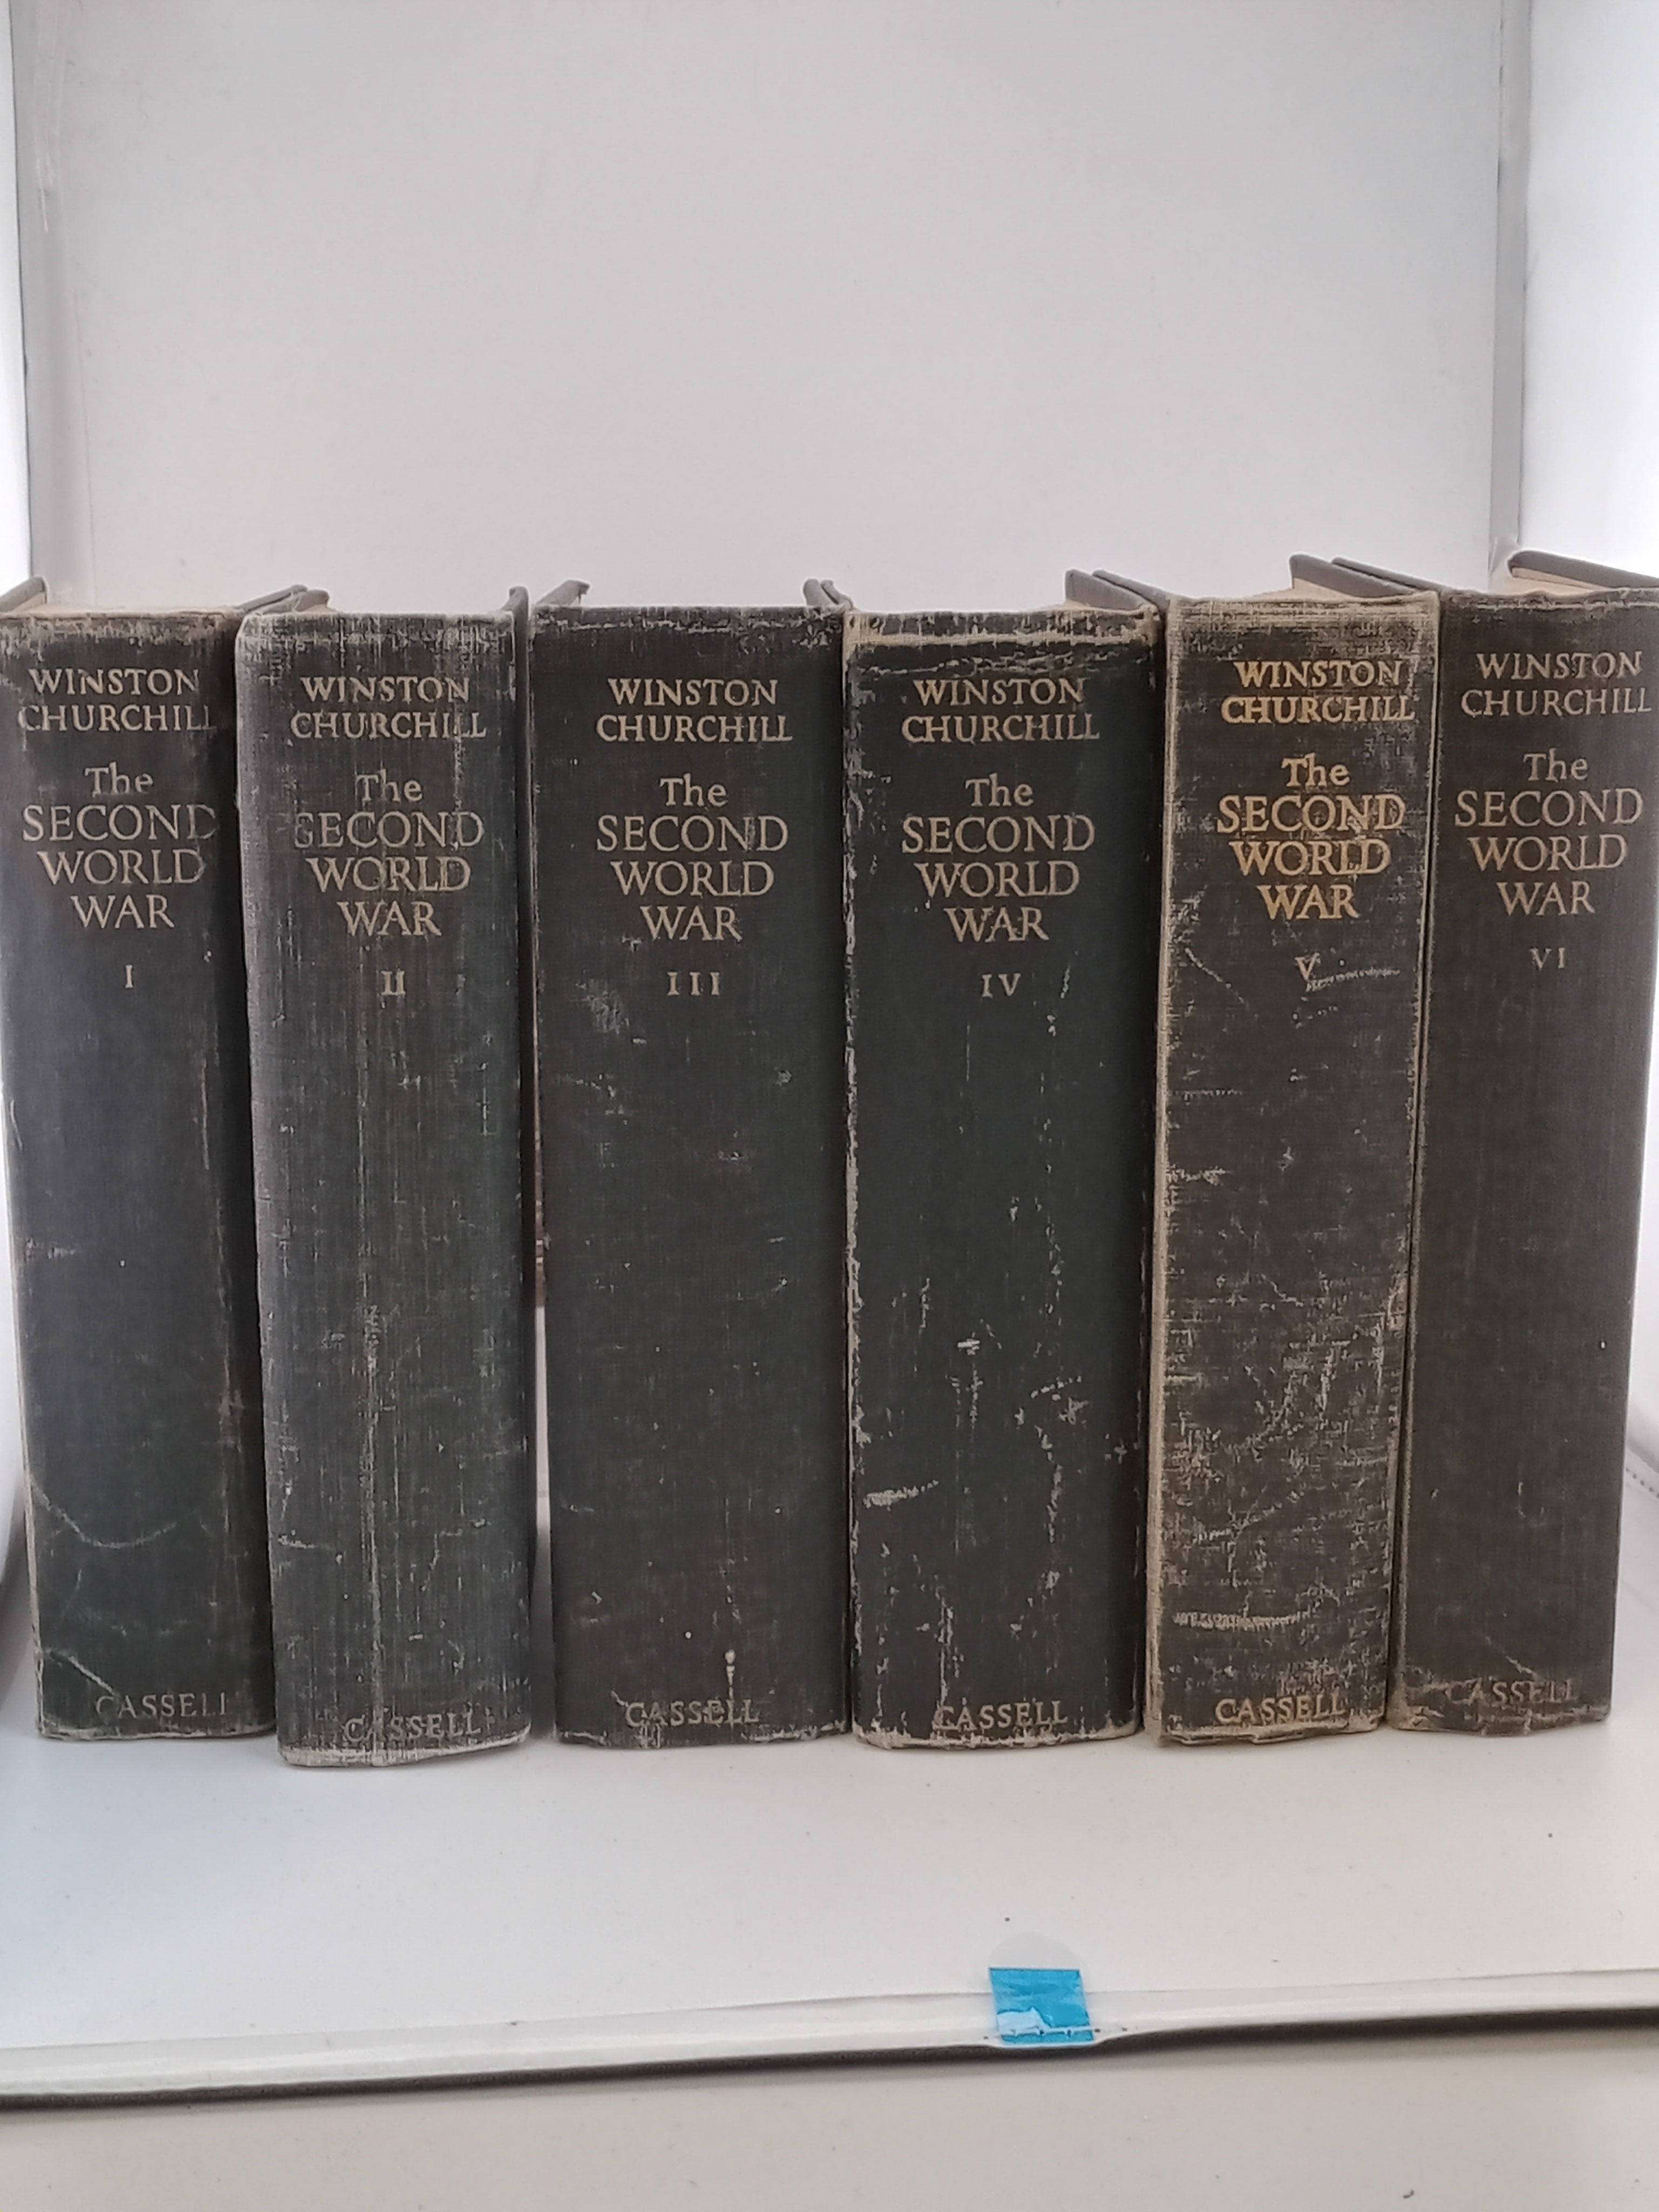 WINSTON
CHURCHILL
The
SECOND
WORLD
WAR
I
CASSELL
WINSTON
CHURCHILL
The
SECOND
WORLD
WAR
II
CASSELL
WINSTON
CHURCHILL
The
SECOND
WORLD
WAR
III
CASSELL
WINSTON
CHURCHILL
The
SECOND
WORLD
WAR
IV
CASSELL
WINSTON
CHURCHILL
The
SECOND
WORLD
WAR
V
CASSELL
WINSTON
CHURCHILL
The
SECOND
WORLD
WAR
VI
CASSELL